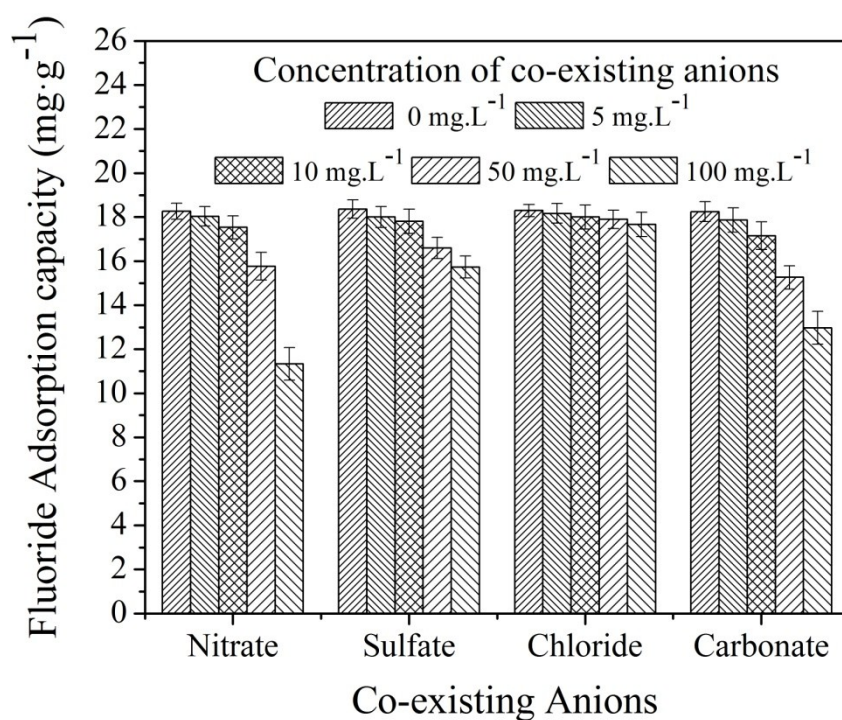 26
24
22
20
18
16
14
12
10
8
6
4
2
0
Fluoride Adsorption capacity (mg·g⁻¹)
Concentration of co-existing anions
0 mg.L⁻¹ 5 mg.L⁻¹
10 mg.L⁻¹ 50 mg.L⁻¹ 100 mg.L⁻¹
Nitrate Sulfate Chloride Carbonate
Co-existing Anions